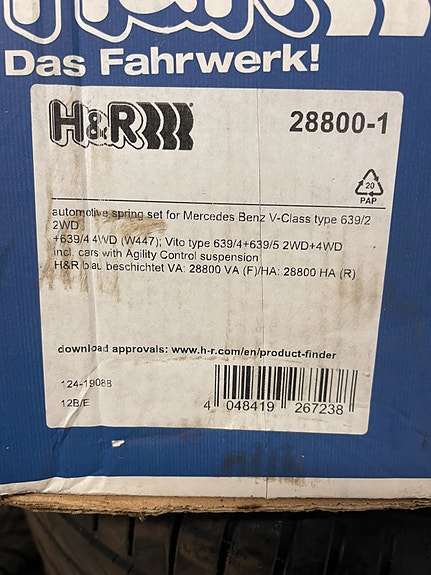 H&R
Das Fahrwerk!
H&R
28800-1
20
PAP
automotive spring set for Mercedes Benz V-Class type 639/2
2WD
+639/4 4WD (W447); Vito type 639/4+639/5 2WD+4WD
incl. cars with Agility Control suspension
H&R blau beschichtet VA: 28800 VA (F)/HA: 28800 HA (R)
download approvals: www.h-r.com/en/product-finder
124-1908B
12B/E
4 048419 267238